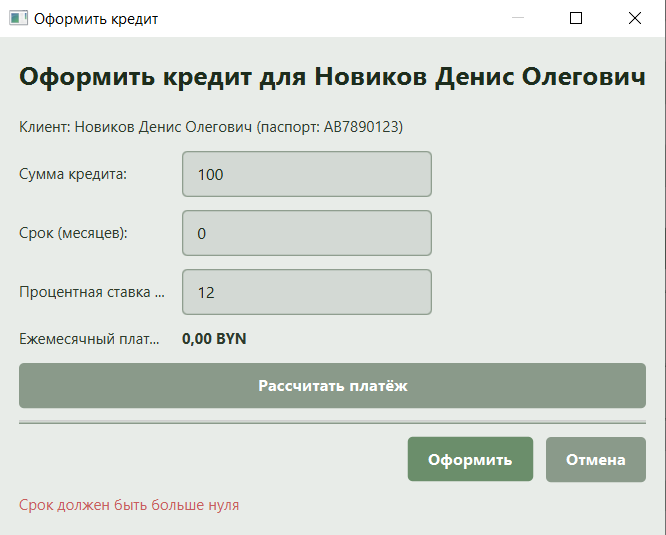 Оформить кредит
Оформить кредит для Новиков Денис Олегович
Клиент: Новиков Денис Олегович (паспорт: AB7890123)
Сумма кредита: 100
Срок (месяцев): 0
Процентная ставка ... 12
Ежемесячный плат... 0,00 BYN
Рассчитать платёж
Оформить Отмена
Срок должен быть больше нуля